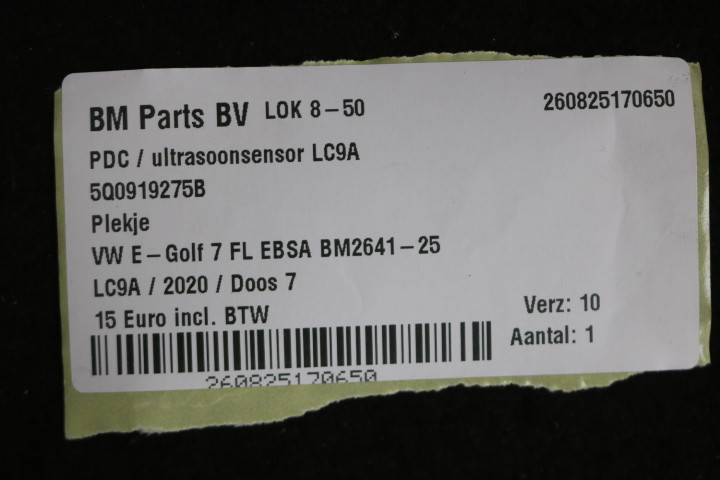 BM Parts BV LOK 8-50 260825170650
PDC / ultrasoonsensor LC9A
5Q0919275B
Plekje
VW E-Golf 7 FL EBSA BM2641-25
LC9A / 2020 / Doos 7
15 Euro incl. BTW
Verz: 10
Aantal: 1
260825170650